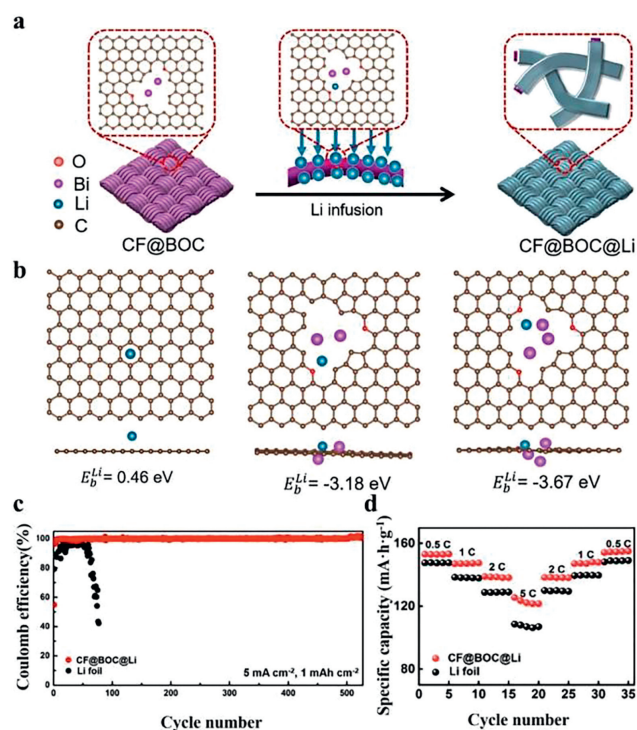 a
O
Bi
Li
C
CF@BOC
Li infusion
CF@BOC@Li
b
E_b^{Li} = 0.46 eV
E_b^{Li} = -3.18 eV
E_b^{Li} = -3.67 eV
c
Coulomb efficiency(%)
100
80
60
40
20
0
CF@BOC@Li
Li foil
5 mA cm⁻², 1 mAh cm⁻²
0 100 200 300 400 500
Cycle number
d
Specific capacity (mA·h·g⁻¹)
160
120
80
0.5 C
1 C
2 C
5 C
2 C
1 C
0.5 C
CF@BOC@Li
Li foil
0 5 10 15 20 25 30 35
Cycle number